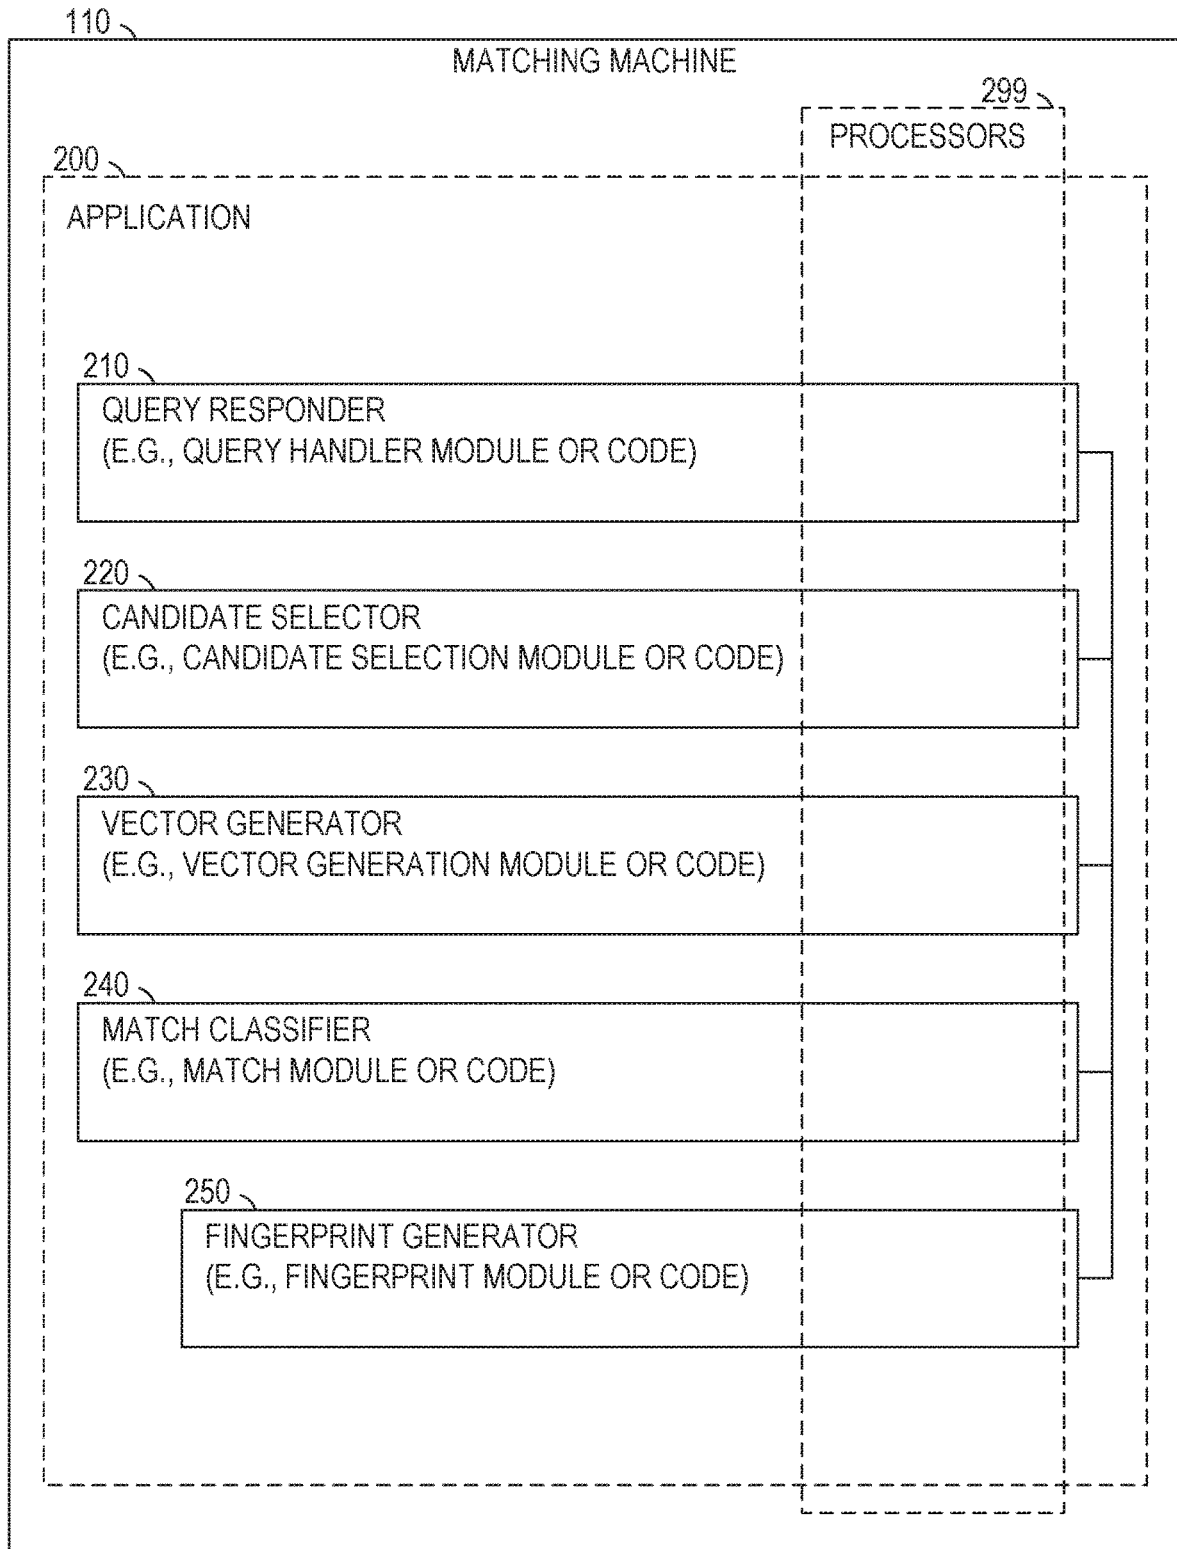 110
MATCHING MACHINE
299
PROCESSORS
200
APPLICATION
210
QUERY RESPONDER
(E.G., QUERY HANDLER MODULE OR CODE)
220
CANDIDATE SELECTOR
(E.G., CANDIDATE SELECTION MODULE OR CODE)
230
VECTOR GENERATOR
(E.G., VECTOR GENERATION MODULE OR CODE)
240
MATCH CLASSIFIER
(E.G., MATCH MODULE OR CODE)
250
FINGERPRINT GENERATOR
(E.G., FINGERPRINT MODULE OR CODE)